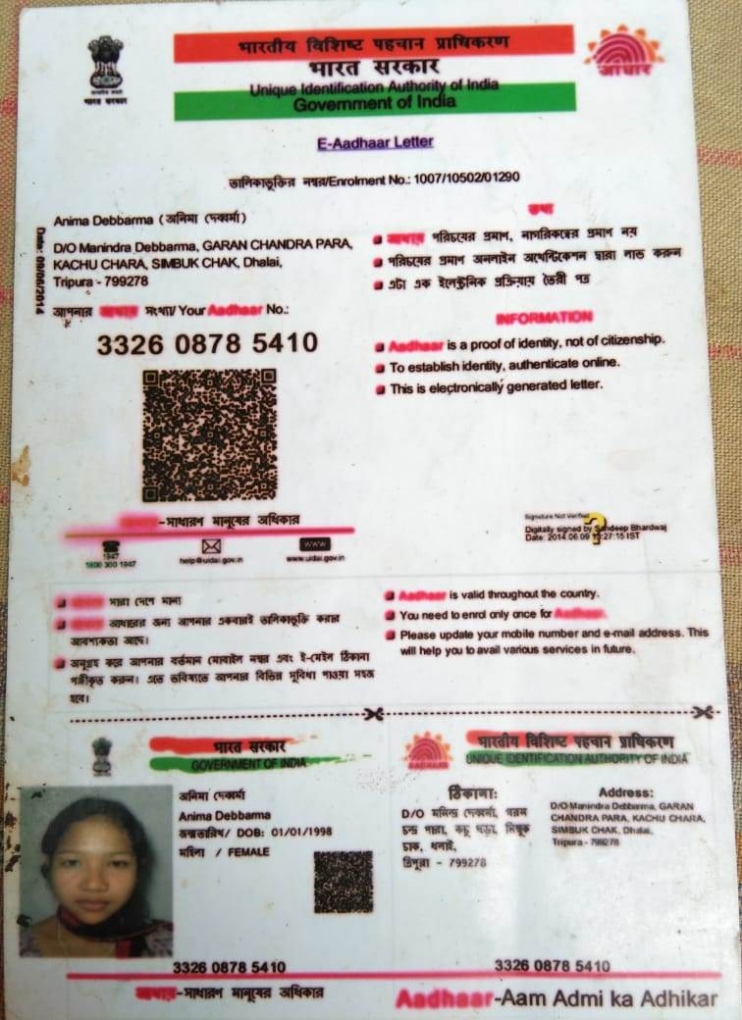 भारतीय विशिष्ट पहचान प्राधिकरण
भारत सरकार
Unique Identification Authority of India
Government of India
भारत सरकार
आधार
E-Aadhaar Letter
তালিকাভুক্তির নম্বর/Enrolment No.: 1007/10502/01290
Date: 09/06/2014
Anima Debbarma (অনিমা দেব্বর্মা)
D/O Manindra Debbarma, GARAN CHANDRA PARA,
KACHU CHARA, SIMBUK CHAK, Dhalai,
Tripura - 799278
আপনার আধার সংখ্যা/ Your Aadhaar No.:
3326 0878 5410
তথ্য
আধার পরিচয়ের প্রমাণ, নাগরিকত্বের প্রমাণ নয়
পরিচয়ের প্রমাণ অনলাইন অথেন্টিকেশন দ্বারা লাভ করুন
এটা এক ইলেক্ট্রনিক প্রক্রিয়ায় তৈরী পত্র
INFORMATION
Aadhaar is a proof of identity, not of citizenship.
To establish identity, authenticate online.
This is electronically generated letter.
আধার-সাধারণ মানুষের অধিকার
1947
1800 300 1947
help@uidai.gov.in
www
www.uidai.gov.in
Signature Not Verified
Digitally signed by Sandeep Bhardwaj
Date: 2014.06.09 :27:15 IST
আধার সারা দেশে মান্য
আধার আধারের জন্য আপনার একবারই তালিকাভুক্তি করার
আবশ্যকতা আছে।
অনুগ্রহ করে আপনার বর্তমান মোবাইল নম্বর এবং ই-মেইল ঠিকানা
পঞ্জীকৃত করুন। এতে ভবিষ্যতে আপনার বিভিন্ন সুবিধা পাওয়া সহজ
হবে।
Aadhaar is valid throughout the country.
You need to enrol only once for Aadhaar.
Please update your mobile number and e-mail address. This
will help you to avail various services in future.
भारत सरकार
GOVERNMENT OF INDIA
অনিমা দেব্বর্মা
Anima Debbarma
জন্মতারিখ/ DOB: 01/01/1998
মহিলা / FEMALE
3326 0878 5410
আধার-সাধারণ মানুষের অধিকার
AADHAAR
भारतीय विशिष्ट पहचान प्राधिकरण
UNIQUE IDENTIFICATION AUTHORITY OF INDIA
ঠিকানা:
D/O মনিন্দ্র দেব্বর্মা, গরন
চন্দ্র পারা, কচু ছড়া, সিম্বুক
চাক, ধলাই,
ত্রিপুরা - 799278
Address:
D/O Manindra Debbarma, GARAN
CHANDRA PARA, KACHU CHARA,
SIMBUK CHAK, Dhalai,
Tripura - 799278
3326 0878 5410
Aadhaar-Aam Admi ka Adhikar